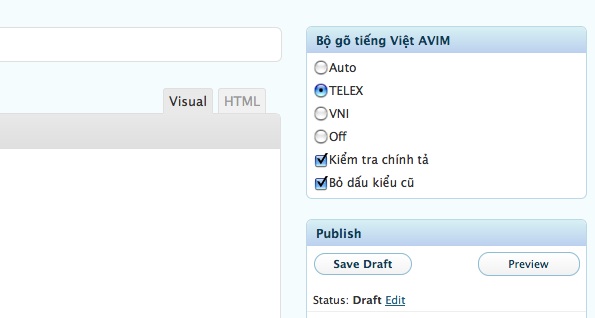 Bộ gõ tiếng Việt AVIM
Auto
TELEX
VNI
Off
Kiểm tra chính tả
Bỏ dấu kiểu cũ
Visual HTML
Publish
Save Draft Preview
Status: Draft Edit